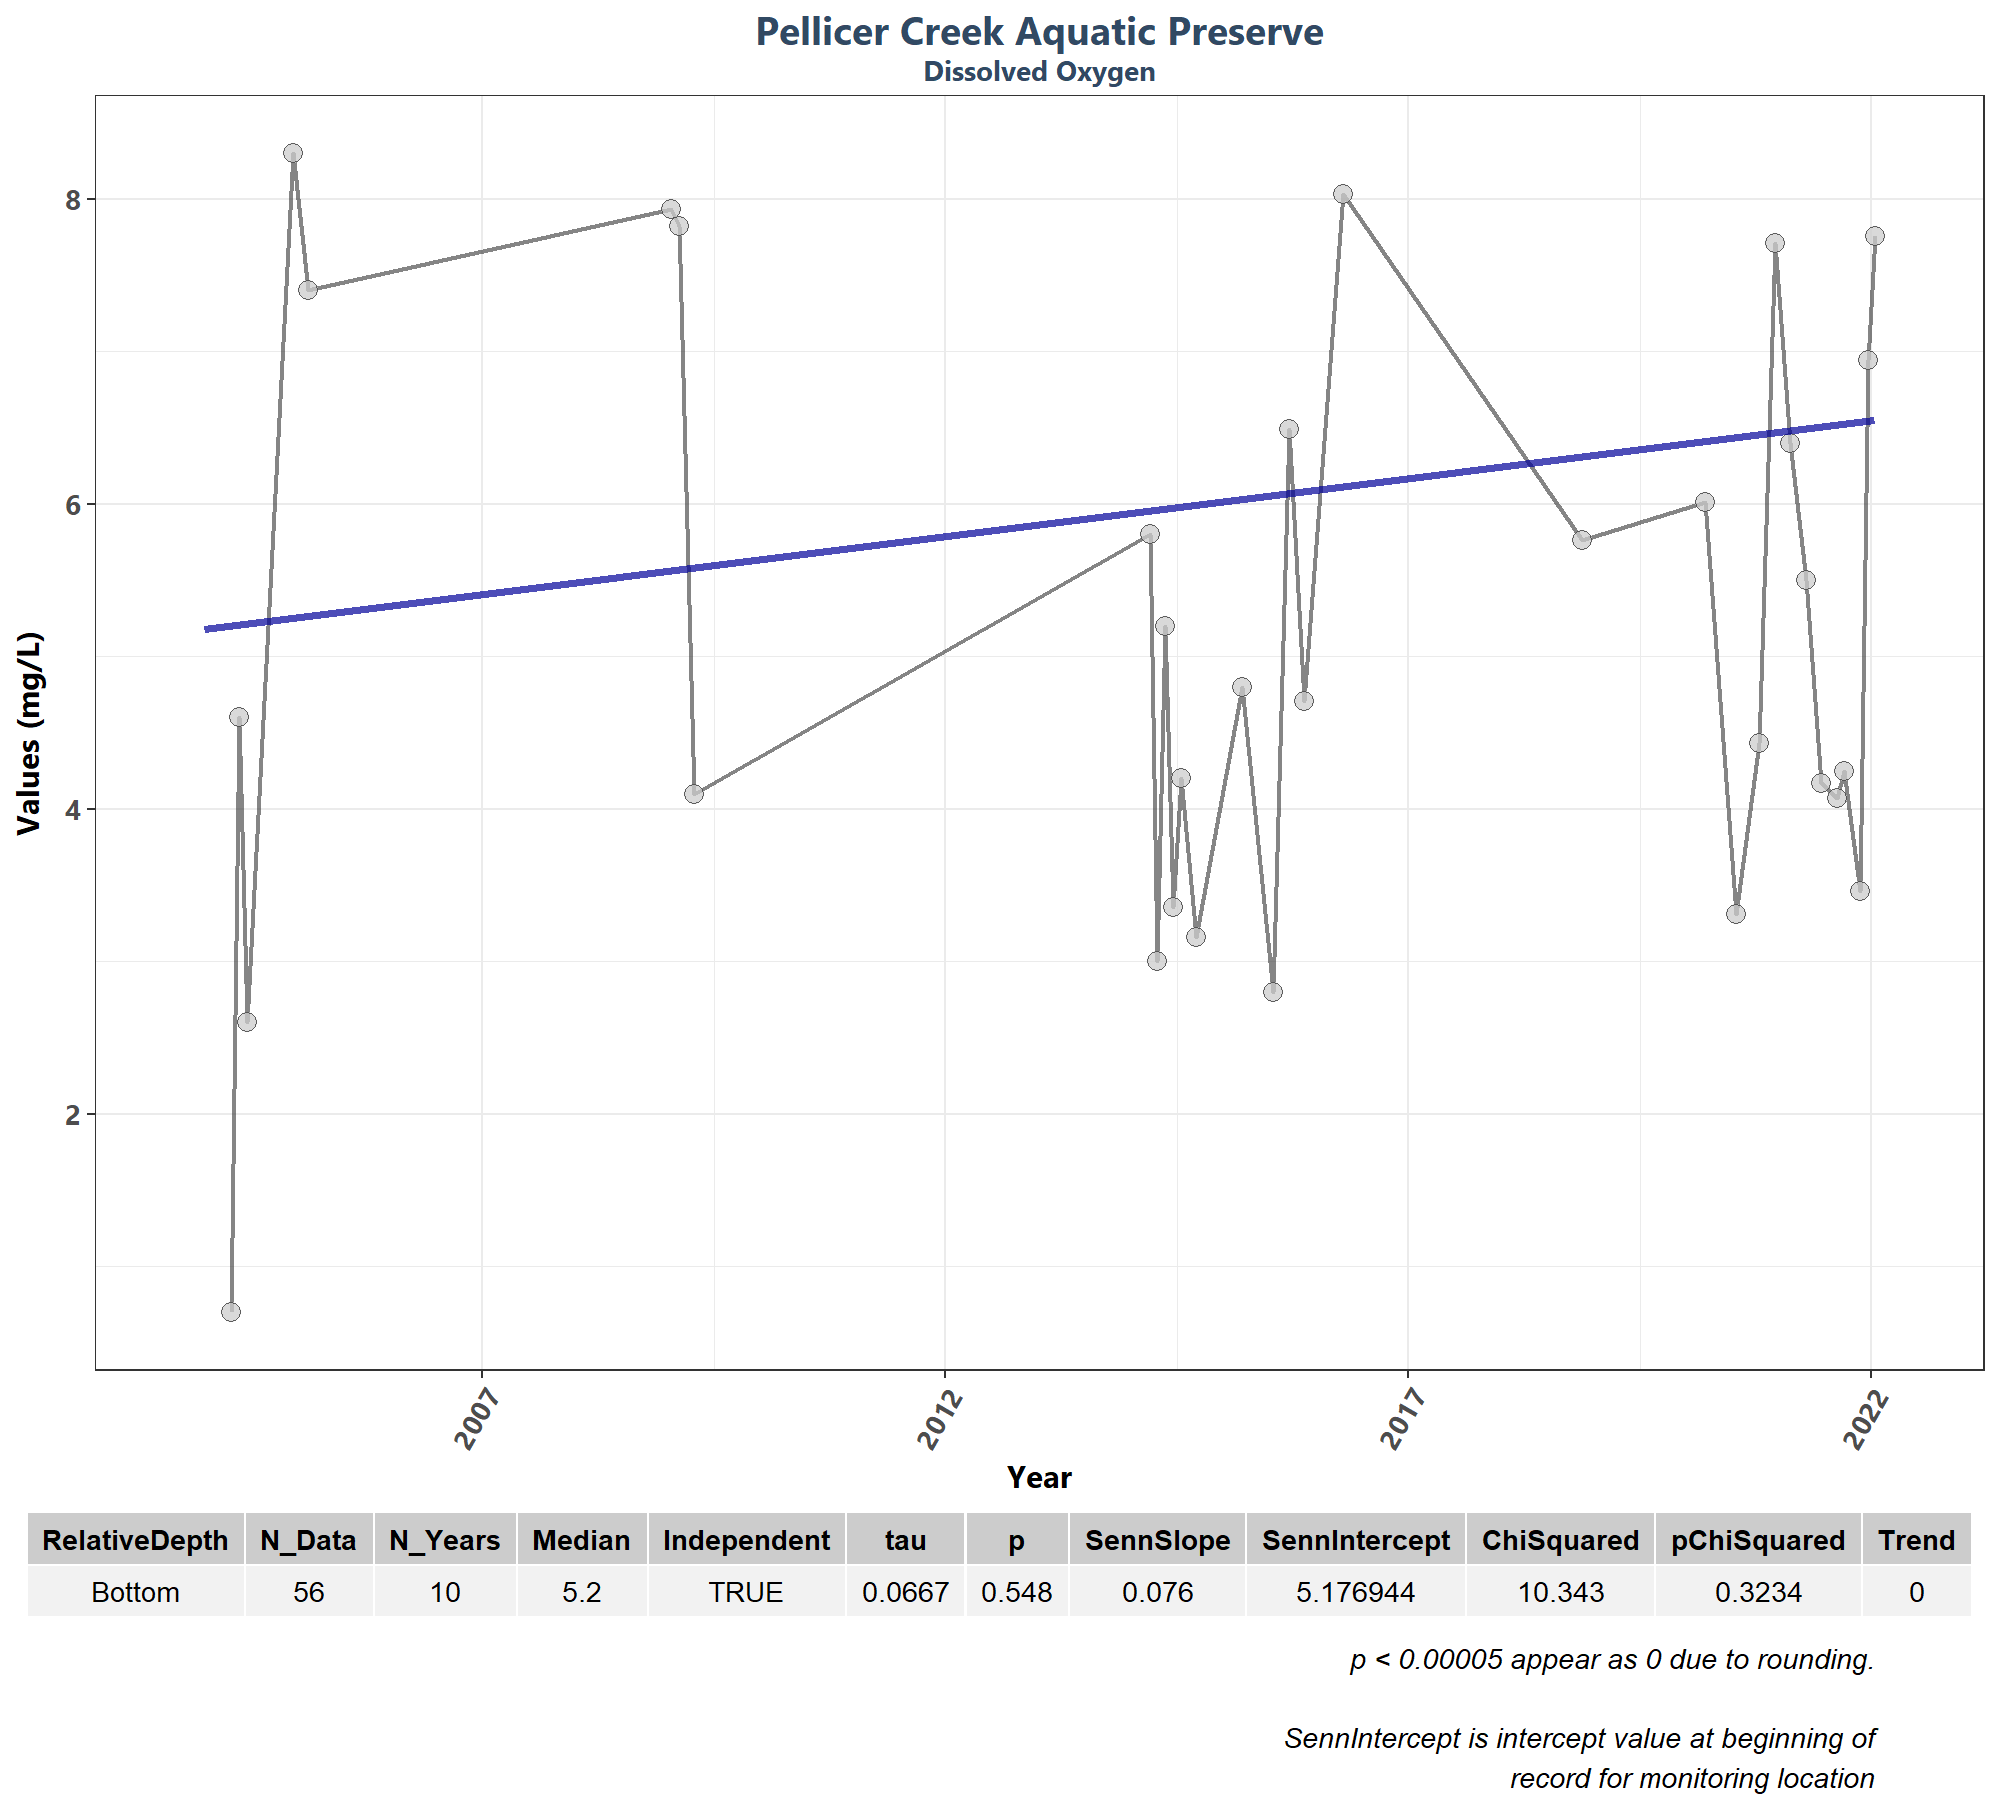 Pellicer Creek Aquatic Preserve
Dissolved Oxygen
Values (mg/L)
8
6
4
2
2007
2012
2017
2022
Year
RelativeDepth N_Data N_Years Median Independent tau p SennSlope SennIntercept ChiSquared pChiSquared Trend
Bottom 56 10 5.2 TRUE 0.0667 0.548 0.076 5.176944 10.343 0.3234 0
p < 0.00005 appear as 0 due to rounding.
SennIntercept is intercept value at beginning of
record for monitoring location